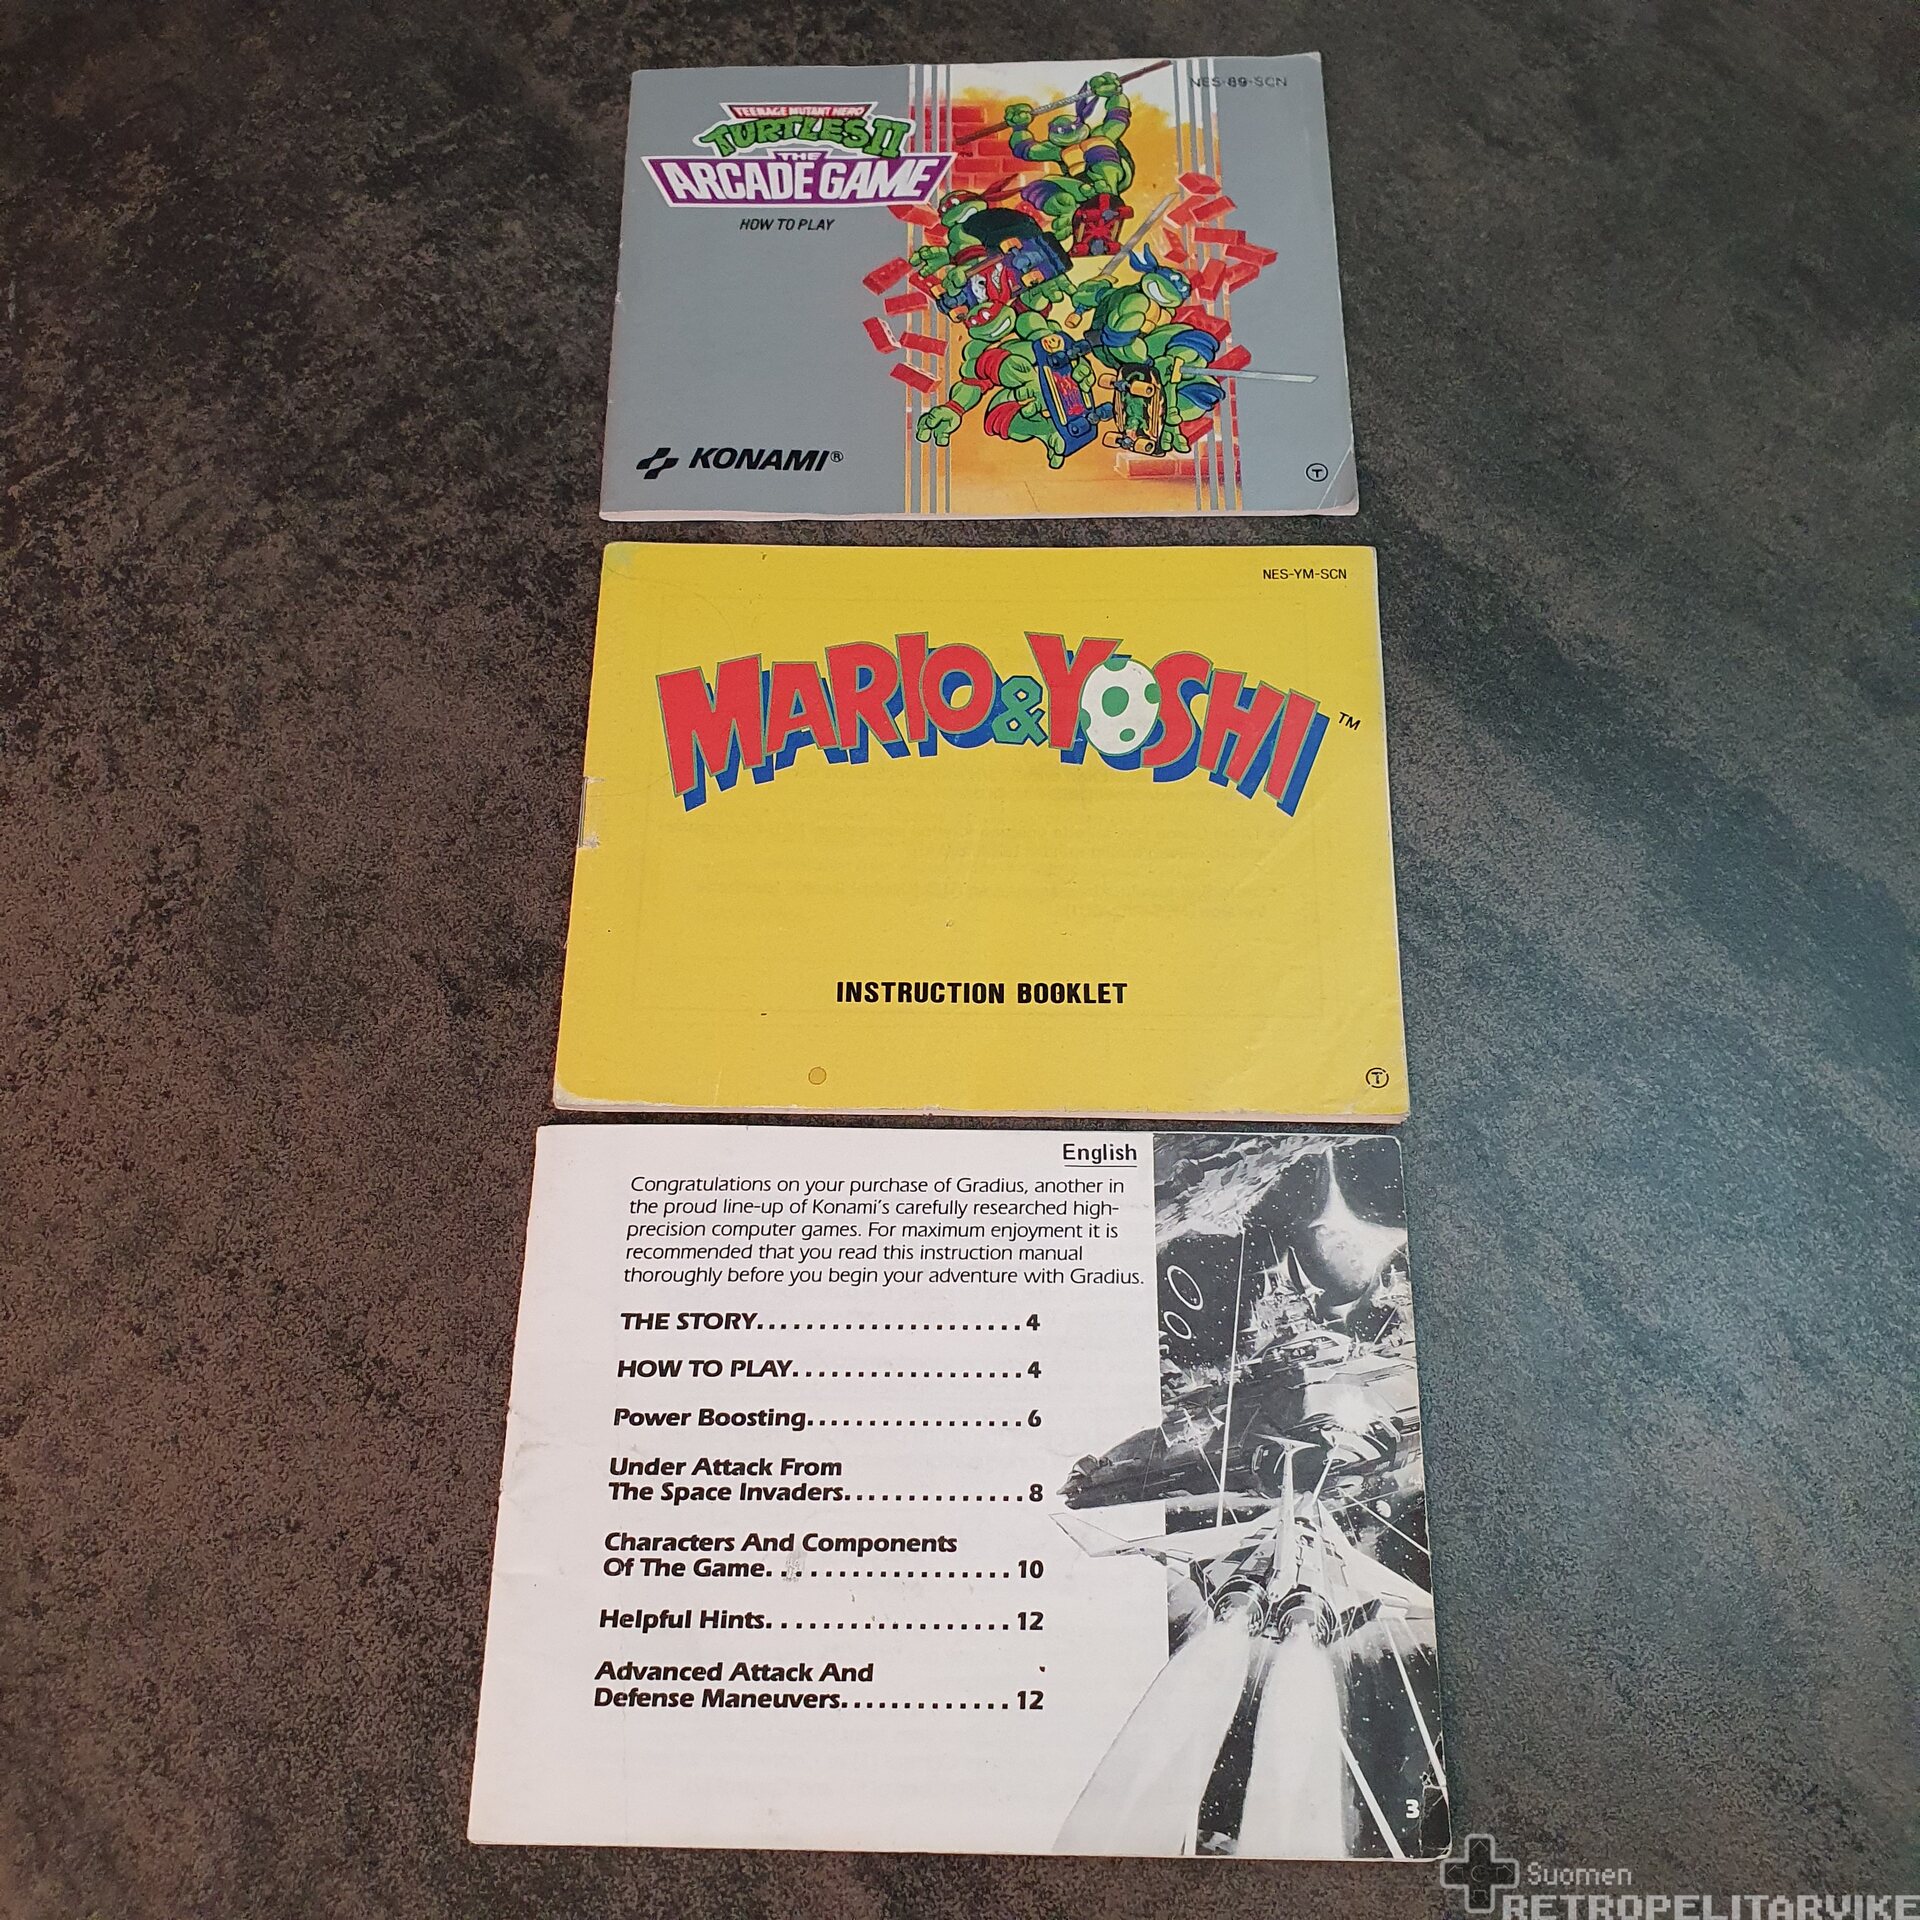 NES-89-SCN
TEENAGE MUTANT HERO
TURTLES II
THE
ARCADE GAME
HOW TO PLAY
KONAMI®
T
NES-YM-SCN
MARIO & YOSHI™
INSTRUCTION BOOKLET
T
English
Congratulations on your purchase of Gradius, another in
the proud line-up of Konami's carefully researched high-
precision computer games. For maximum enjoyment it is
recommended that you read this instruction manual
thoroughly before you begin your adventure with Gradius.
THE STORY......................4
HOW TO PLAY...................4
Power Boosting..................6
Under Attack From
The Space Invaders...............8
Characters And Components
Of The Game....................10
Helpful Hints....................12
Advanced Attack And
Defense Maneuvers..............12
3
Suomen
RETROPELITARVIKE